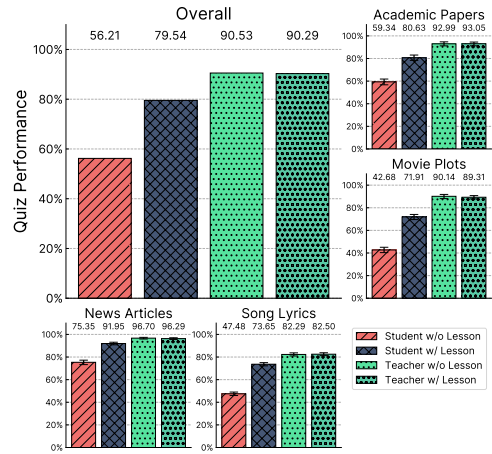 Overall
56.21 79.54 90.53 90.29
100%
80%
60%
40%
20%
0%
Quiz Performance
Academic Papers
59.34 80.63 92.99 93.05
100%
80%
60%
40%
20%
0%
Movie Plots
42.68 71.91 90.14 89.31
100%
80%
60%
40%
20%
0%
News Articles
75.35 91.95 96.70 96.29
100%
80%
60%
40%
20%
0%
Song Lyrics
47.48 73.65 82.29 82.50
100%
80%
60%
40%
20%
0%
Student w/o Lesson
Student w/ Lesson
Teacher w/o Lesson
Teacher w/ Lesson